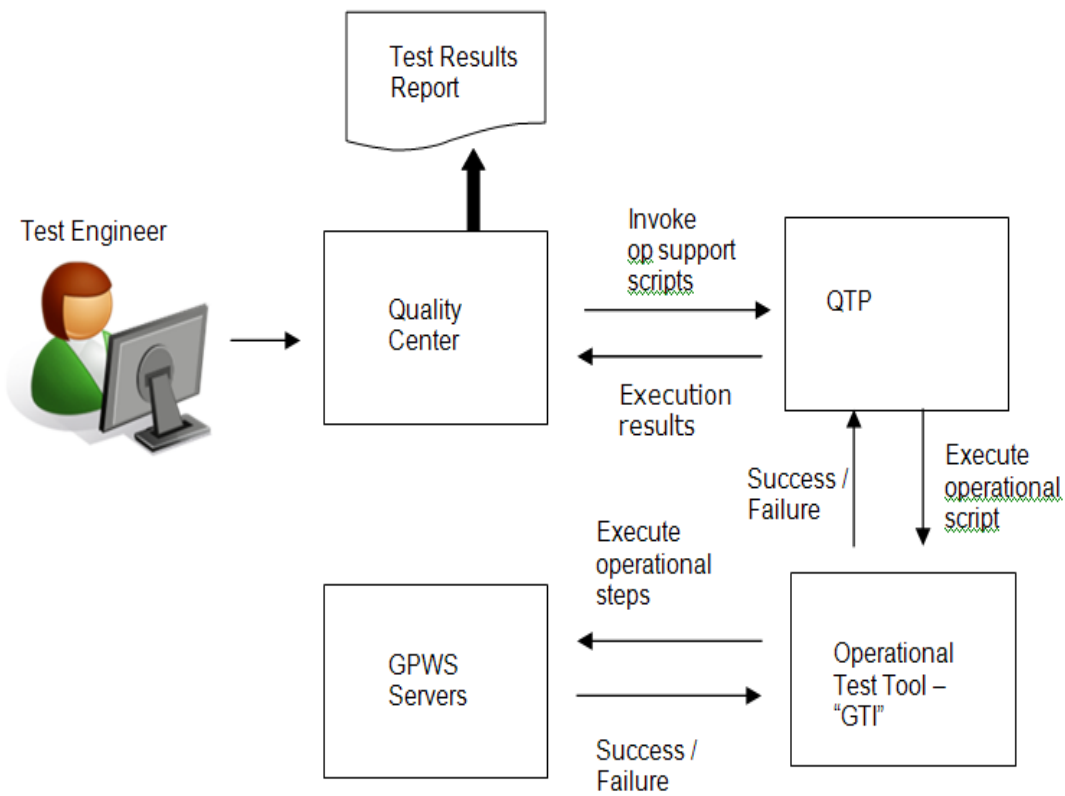 Test Results
Report
Test Engineer
Invoke
op support
scripts
Quality
Center
QTP
Execution
results
Success /
Failure
Execute
operational
script
Execute
operational
steps
GPWS
Servers
Operational
Test Tool –
“GTI”
Success /
Failure